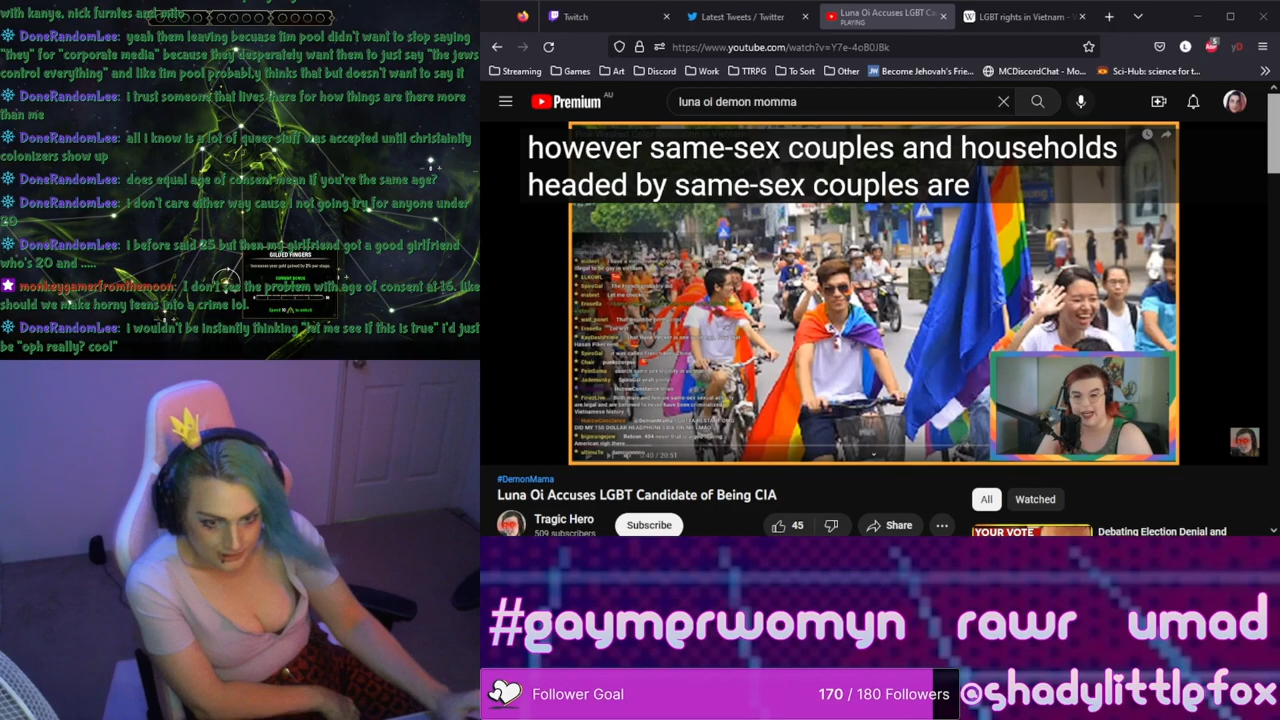 with kanye, nick furnies and milo
DoneRandomLee: yeah them leaving becuase tim pool didn't want to stop saying
"they" for "corporate media" because they desperately want them to just say "the jews
control everything" and like tim pool probably thinks that but doesn't want to say it
DoneRandomLee: i trust someone that lives there for how things are there more
than me
DoneRandomLee: all i know is a lot of queer stuff was accepted until chrisitainity
colonizers show up
DoneRandomLee: does equal age of consent mean if you're the same age?
DoneRandomLee: i don't care either way cause i not going try for anyone under
20
DoneRandomLee: i before said 25 but then my girlfriend got a good girlfriend
who's 20 and .....
GILDED FINGERS
monkeygamerfromthemoon: I don't see the problem with age of consent at 16. like
should we make horny teens into a crime lol.
DoneRandomLee: i wouldn't be instantly thinking "let me see if this is true" i'd just
be "oph really? cool"
Twitch
Latest Tweets / Twitter
Luna Oi Accuses LGBT Ca
PLAYING
LGBT rights in Vietnam - W
https://www.youtube.com/watch?v=Y7e-4oB0JBk
Streaming
Games
Art
Discord
Work
TTRPG
To Sort
Other
Become Jehovah's Frie...
MCDiscordChat - Mo...
Sci-Hub: science for t...
Premium
AU
luna oi demon momma
however same-sex couples and households
headed by same-sex couples are
#DemonMama
Luna Oi Accuses LGBT Candidate of Being CIA
All
Watched
Tragic Hero
509 subscribers
Subscribe
45
Share
YOUR VOTE
Debating Election Denial and
#gaymerwomyn rawr umad
Follower Goal
170 / 180 Followers
@shadylittlefox